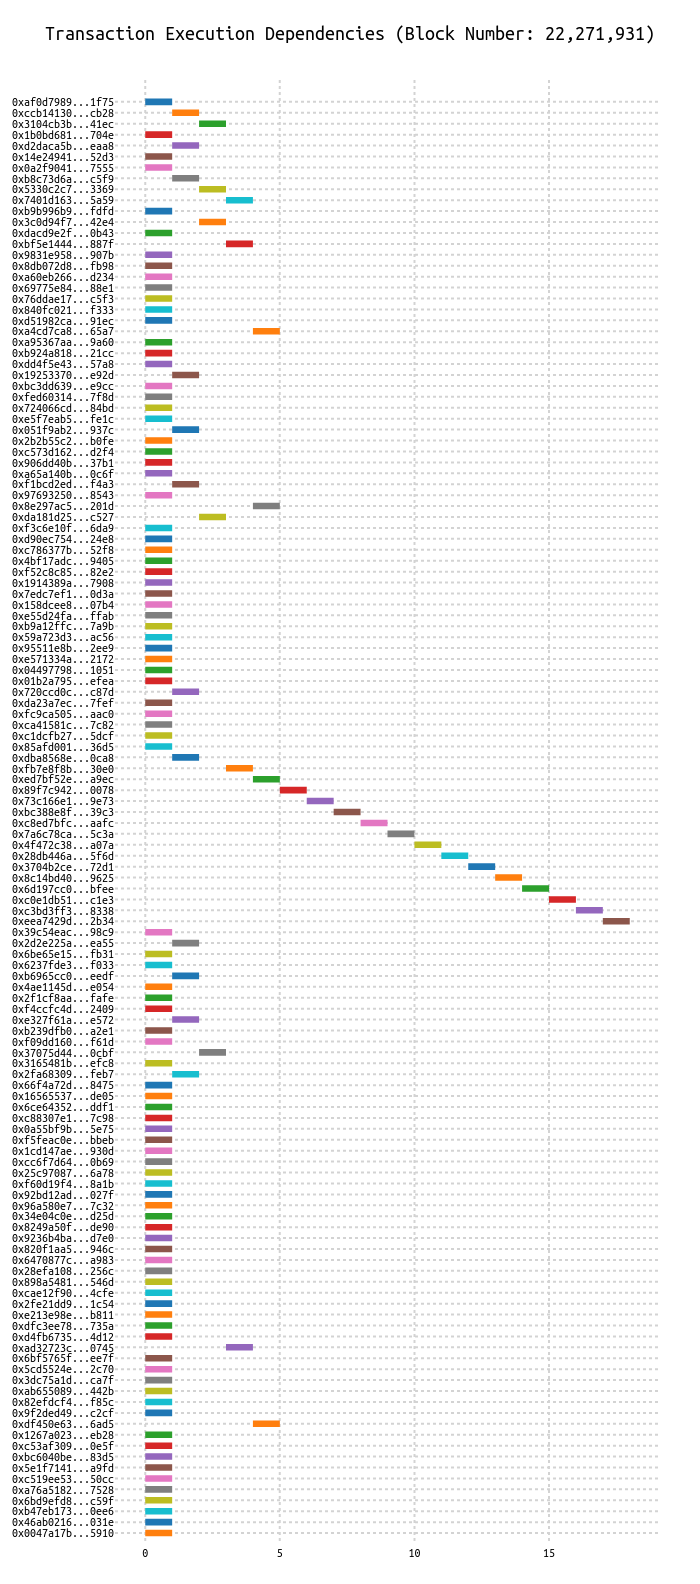 Transaction Execution Dependencies (Block Number: 22,271,931)
0xaf0d7989...1f75
0xccb14130...cb28
0x3104cb3b...41ec
0x1b0bd681...704e
0xd2daca5b...eaa8
0x14e24941...52d3
0x0a2f9041...7555
0xb8c73d6a...c5f9
0x5330c2c7...3369
0x7401d163...5a59
0xb9b996b9...fdfd
0x3c0d94f7...42e4
0xdacd9e2f...0b43
0xbf5e1444...887f
0x9831e958...907b
0x8db072d8...fb98
0xa60eb266...d234
0x69775e84...88e1
0x76ddae17...c5f3
0x840fc021...f333
0xd51982ca...91ec
0xa4cd7ca8...65a7
0xa95367aa...9a60
0xb924a818...21cc
0xdd4f5e43...57a8
0x19253370...e92d
0xbc3dd639...e9cc
0xfed60314...7f8d
0x724066cd...84bd
0xe5f7eab5...fe1c
0x051f9ab2...937c
0x2b2b55c2...b0fe
0xc573d162...d2f4
0x906dd40b...37b1
0xa65a140b...0c6f
0xf1bcd2ed...f4a3
0x97693250...8543
0x8e297ac5...201d
0xda181d25...c527
0xf3c6e10f...6da9
0xd90ec754...24e8
0xc786377b...52f8
0x4bf17adc...9405
0xf52c8c85...82e2
0x1914389a...7908
0x7edc7ef1...0d3a
0x158dcee8...07b4
0xe55d24fa...ffab
0xb9a12ffc...7a9b
0x59a723d3...ac56
0x95511e8b...2ee9
0xe571334a...2172
0x04497798...1051
0x01b2a795...efea
0x720ccd0c...c87d
0xda23a7ec...7fef
0xfc9ca505...aac0
0xca41581c...7c82
0xc1dcfb27...5dcf
0x85afd001...36d5
0xdba8568e...0ca8
0xfb7e8f8b...30e0
0xed7bf52e...a9ec
0x89f7c942...0078
0x73c166e1...9e73
0xbc388e8f...39c3
0xc8ed7bfc...aafc
0x7a6c78ca...5c3a
0x4f472c38...a07a
0x28db446a...5f6d
0x3704b2ce...72d1
0x8c14bd40...9625
0x6d197cc0...bfee
0xc0e1db51...c1e3
0xc3bd3ff3...8338
0xeea7429d...2b34
0x39c54eac...98c9
0x2d2e225a...ea55
0x6be65e15...fb31
0x6237fde3...f033
0xb6965cc0...eedf
0x4ae1145d...e054
0x2f1cf8aa...fafe
0xf4ccfc4d...2409
0xe327f61a...e572
0xb239dfb0...a2e1
0xf09dd160...f61d
0x37075d44...0cbf
0x3165481b...efc8
0x2fa68309...feb7
0x66f4a72d...8475
0x16565537...de05
0x6ce64352...ddf1
0xc88307e1...7c98
0x0a55bf9b...5e75
0xf5feac0e...bbeb
0x1cd147ae...930d
0xcc6f7d64...0b69
0x25c97087...6a78
0xf60d19f4...8a1b
0x92bd12ad...027f
0x96a580e7...7c32
0x34e04c0e...d25d
0x8249a50f...de90
0x9236b4ba...d7e0
0x820f1aa5...946c
0x6470877c...a983
0x28efa108...256c
0x898a5481...546d
0xcae12f90...4cfe
0x2fe21dd9...1c54
0xe213e98e...b811
0xdfc3ee78...735a
0xd4fb6735...4d12
0xad32723c...0745
0x6bf5765f...ee7f
0x5cd5524e...2c70
0x3dc75a1d...ca7f
0xab655089...442b
0x82efdcf4...f85c
0x9f2ded49...c2cf
0xdf450e63...6ad5
0x1267a023...eb28
0xc53af309...0e5f
0xbc6040be...83d5
0x5e1f7141...a9fd
0xc519ee53...50cc
0xa76a5182...7528
0x6bd9efd8...c59f
0xb47eb173...0ee6
0x46ab0216...031e
0x0047a17b...5910
0 5 10 15